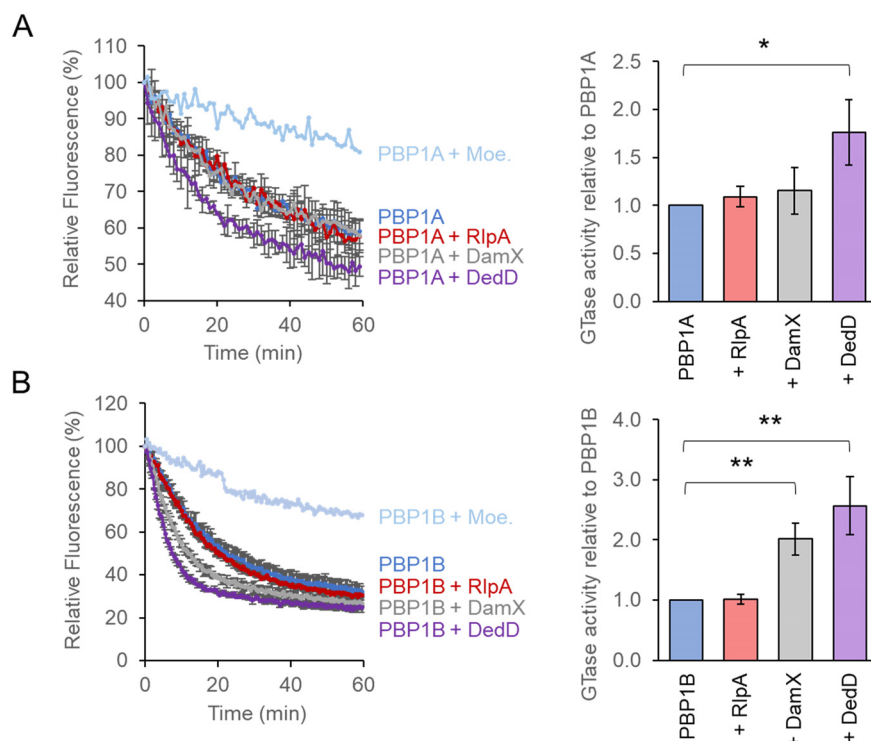 A
Relative Fluorescence (%)
110
100
90
80
70
60
50
40
0
20
40
60
Time (min)
PBP1A + Moe.
PBP1A
PBP1A + RlpA
PBP1A + DamX
PBP1A + DedD
GTase activity relative to PBP1A
2.5
2.0
1.5
1.0
0.5
0.0
*
PBP1A
+ RlpA
+ DamX
+ DedD
B
Relative Fluorescence (%)
120
100
80
60
40
20
0
0
20
40
60
Time (min)
PBP1B + Moe.
PBP1B
PBP1B + RlpA
PBP1B + DamX
PBP1B + DedD
GTase activity relative to PBP1B
4.0
3.0
2.0
1.0
0.0
**
**
PBP1B
+ RlpA
+ DamX
+ DedD